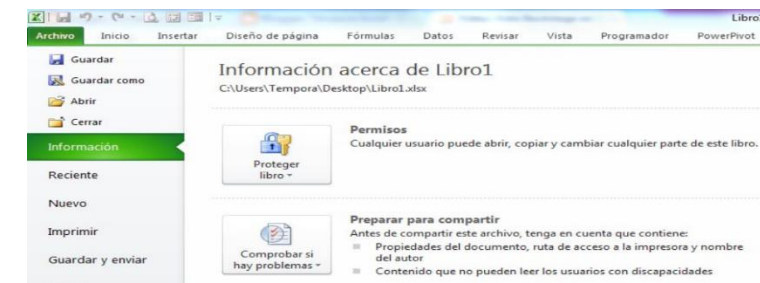 Libro
Archivo Inicio Insertar Diseño de página Fórmulas Datos Revisar Vista Programador PowerPivot
Guardar
Guardar como
Abrir
Cerrar
Información
Reciente
Nuevo
Imprimir
Guardar y enviar
Información acerca de Libro1
C:\Users\Tempora\Desktop\Libro1.xlsx
Proteger
libro
Permisos
Cualquier usuario puede abrir, copiar y cambiar cualquier parte de este libro.
Comprobar si
hay problemas
Preparar para compartir
Antes de compartir este archivo, tenga en cuenta que contiene:
Propiedades del documento, ruta de acceso a la impresora y nombre
del autor
Contenido que no pueden leer los usuarios con discapacidades